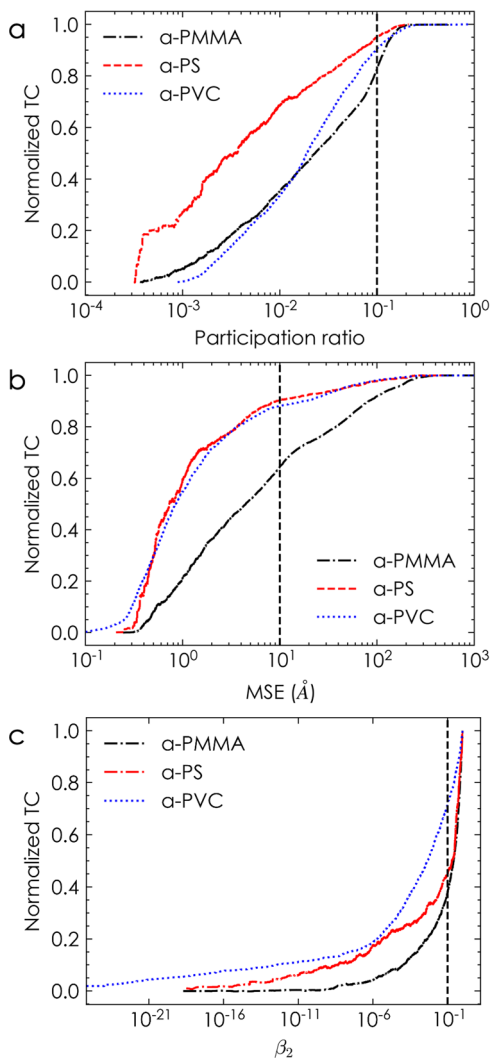 a
α-PMMA
α-PS
α-PVC
Normalized TC
1.0
0.8
0.6
0.4
0.2
0.0
10⁻⁴ 10⁻³ 10⁻² 10⁻¹ 10⁰
Participation ratio
b
Normalized TC
1.0
0.8
0.6
0.4
0.2
0.0
α-PMMA
α-PS
α-PVC
10⁻¹ 10⁰ 10¹ 10² 10³
MSE (Å)
c
α-PMMA
α-PS
α-PVC
Normalized TC
1.0
0.8
0.6
0.4
0.2
0.0
10⁻²¹ 10⁻¹⁶ 10⁻¹¹ 10⁻⁶ 10⁻¹
β₂